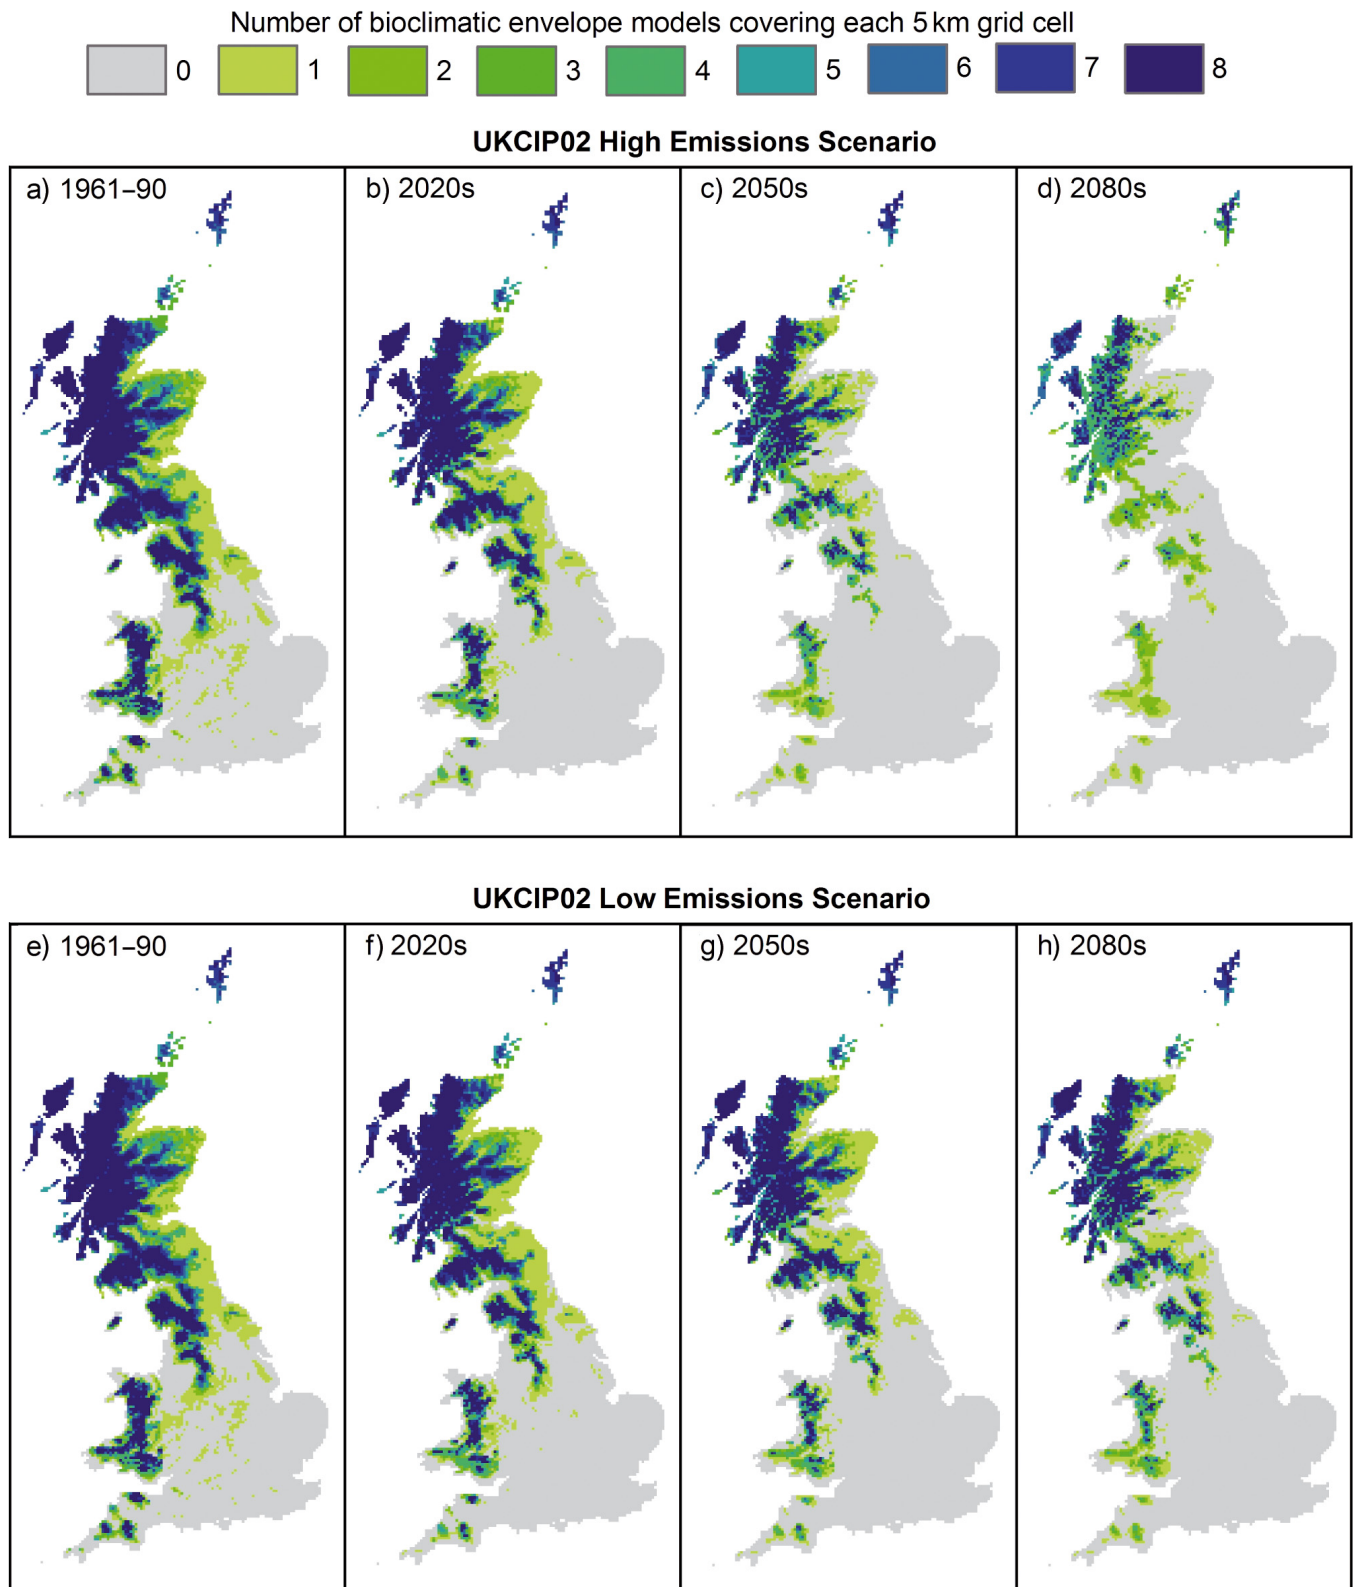 Number of bioclimatic envelope models covering each 5 km grid cell
0 1 2 3 4 5 6 7 8
UKCIP02 High Emissions Scenario
a) 1961–90 b) 2020s c) 2050s d) 2080s
UKCIP02 Low Emissions Scenario
e) 1961–90 f) 2020s g) 2050s h) 2080s